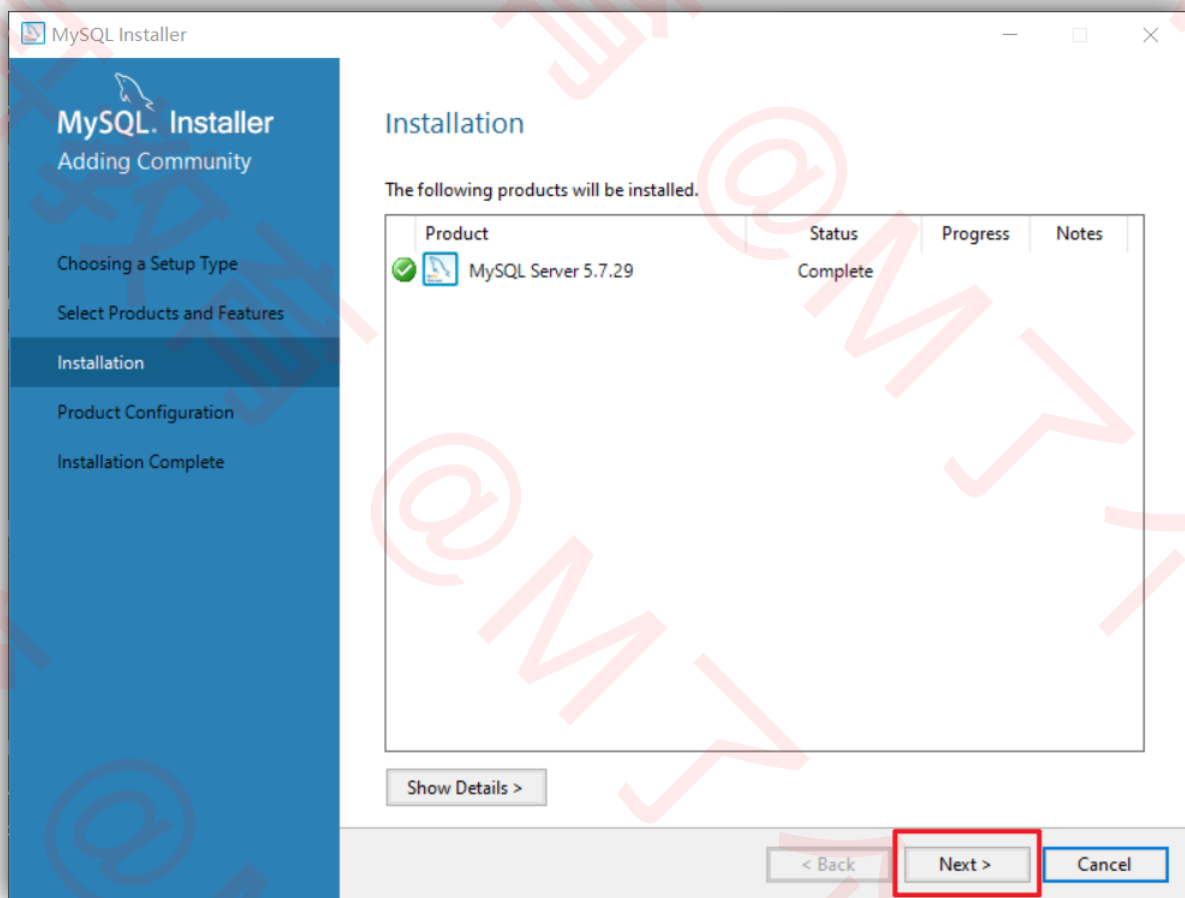 MySQL Installer
MySQL. Installer
Adding Community
Choosing a Setup Type
Select Products and Features
Installation
Product Configuration
Installation Complete
Installation
The following products will be installed.
Product Status Progress Notes
MySQL Server 5.7.29 Complete
Show Details >
< Back Next > Cancel